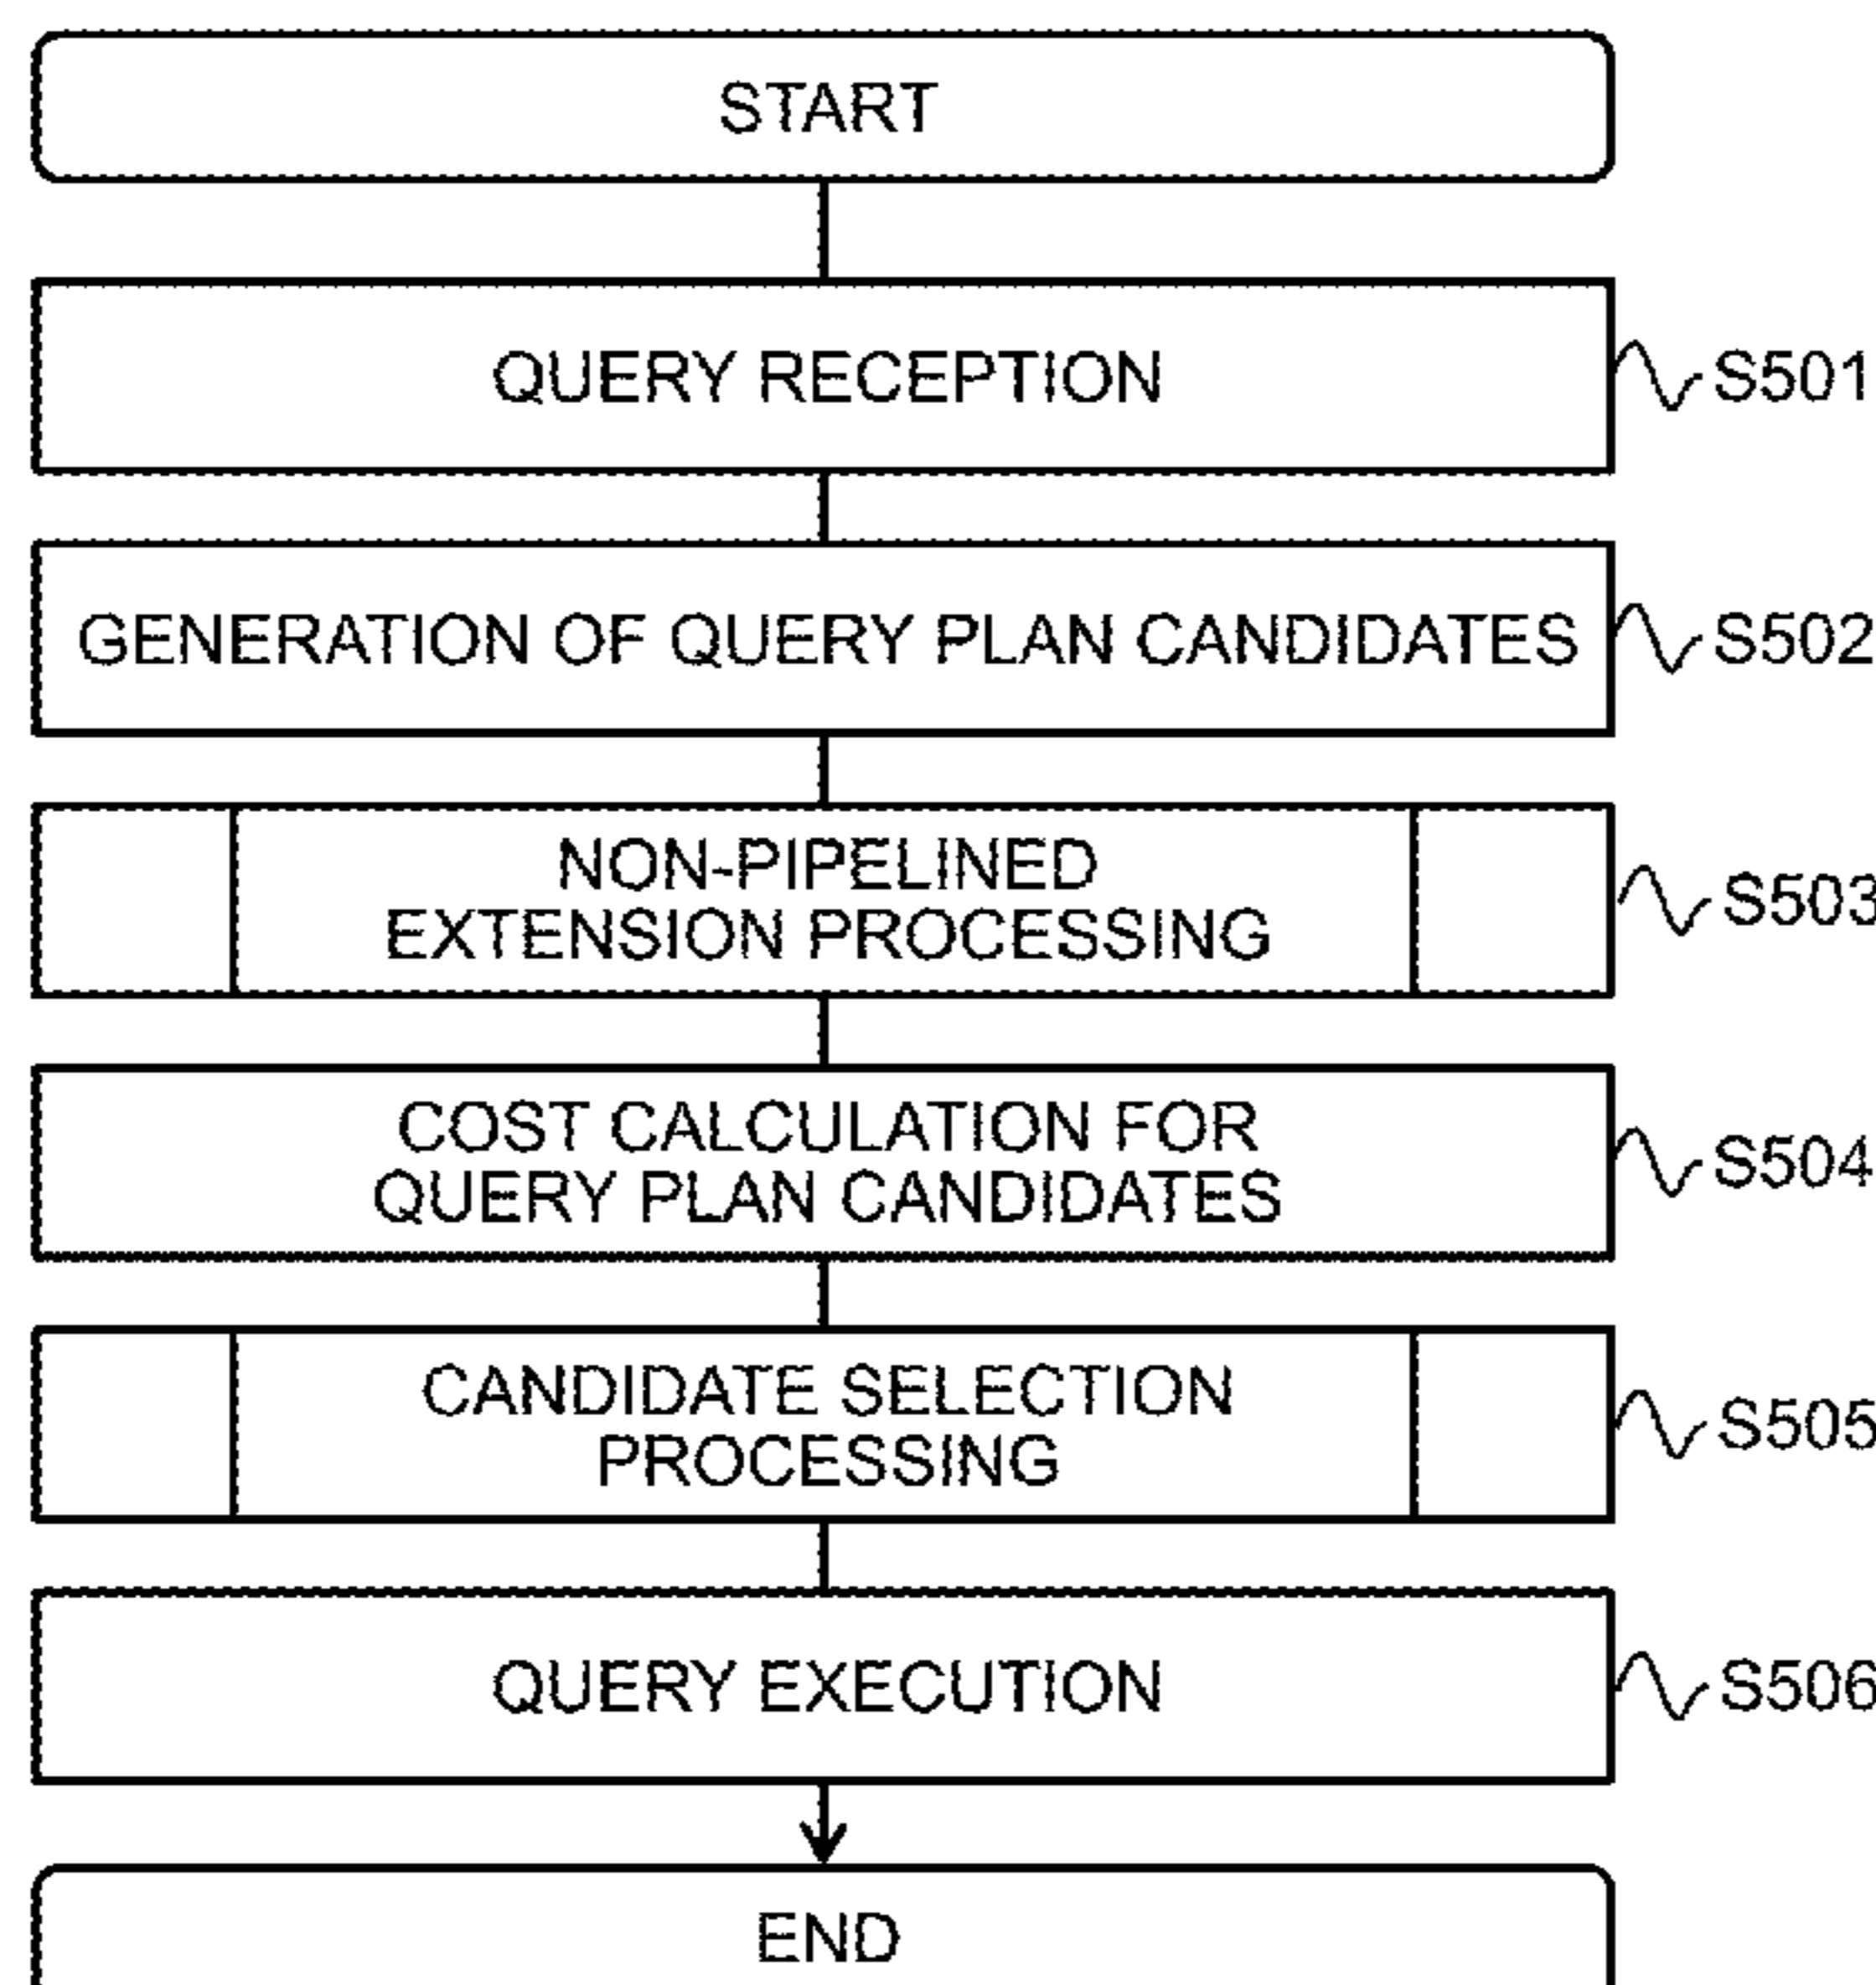 START
QUERY RECEPTION
S501
GENERATION OF QUERY PLAN CANDIDATES
S502
NON-PIPELINED
EXTENSION PROCESSING
S503
COST CALCULATION FOR
QUERY PLAN CANDIDATES
S504
CANDIDATE SELECTION
PROCESSING
S505
QUERY EXECUTION
S506
END